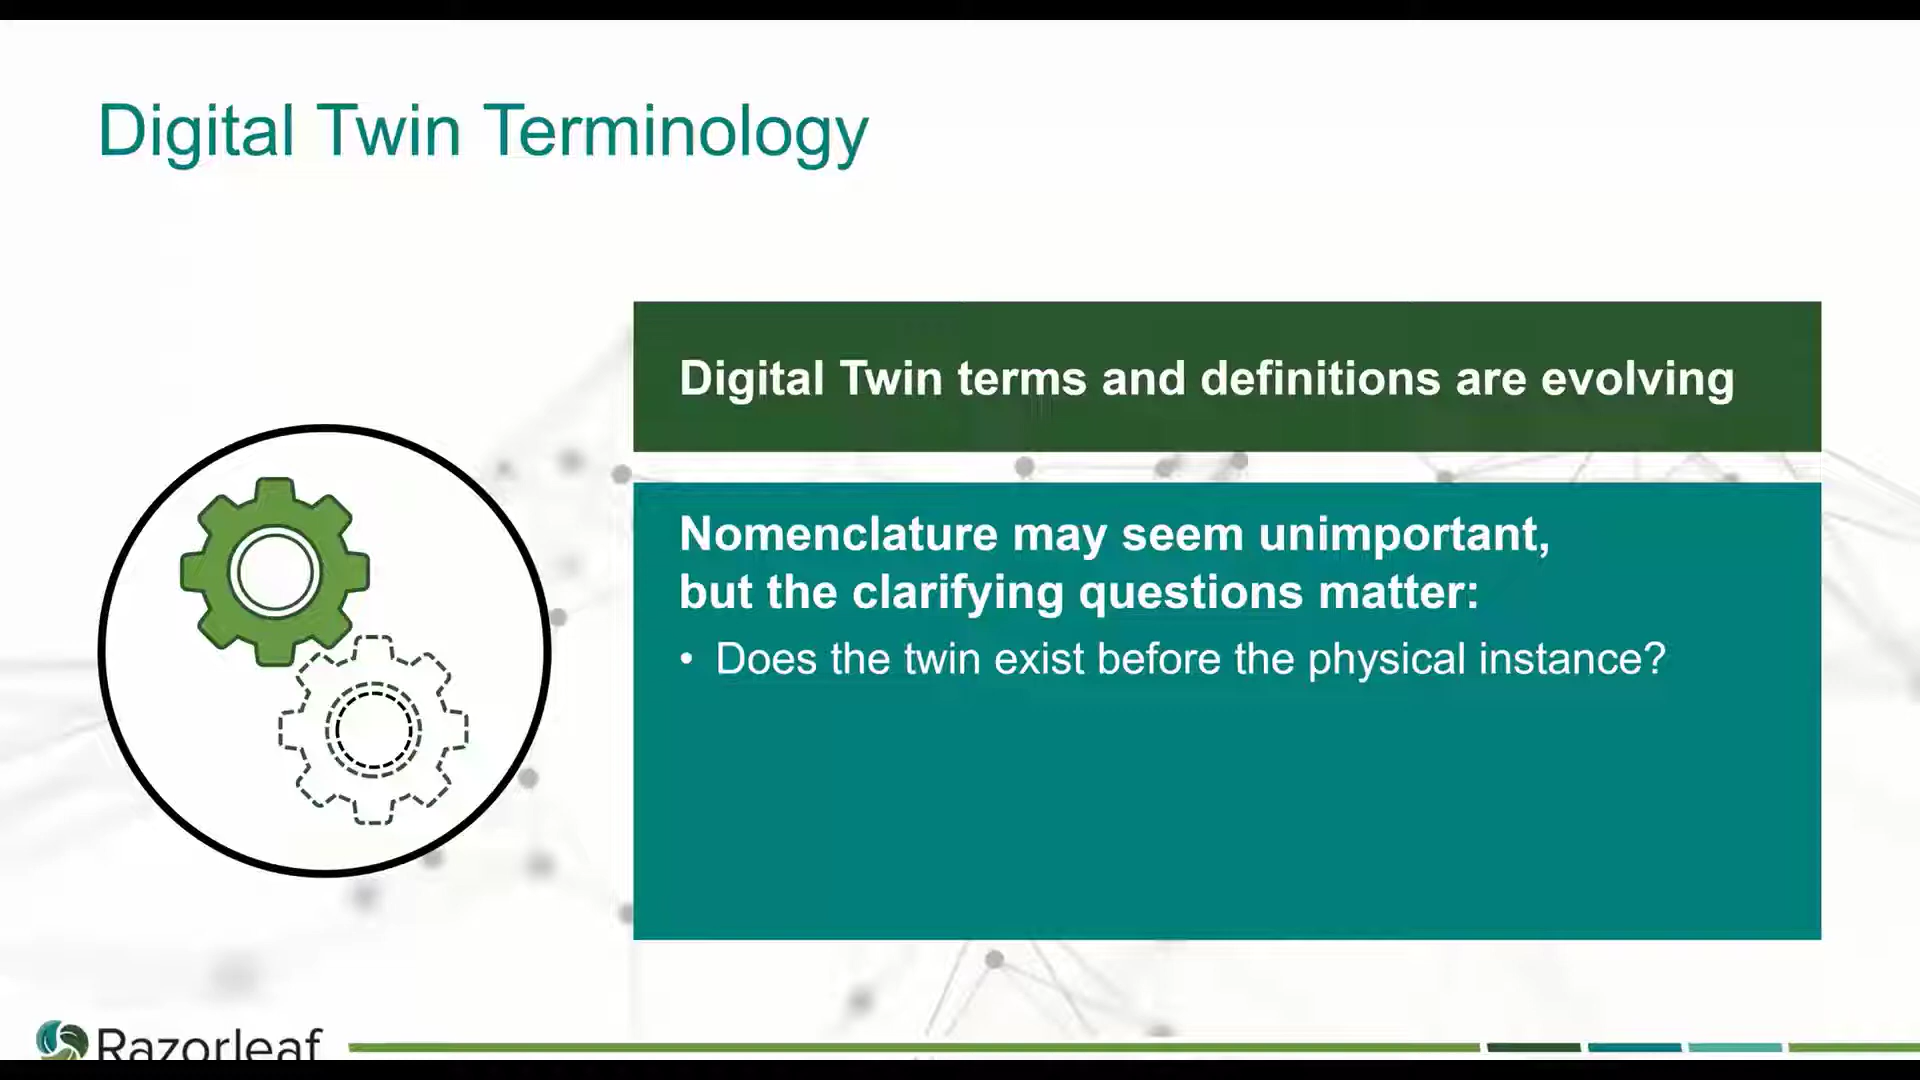 Digital Twin Terminology
Digital Twin terms and definitions are evolving
Nomenclature may seem unimportant,
but the clarifying questions matter:
• Does the twin exist before the physical instance?
Razorleaf